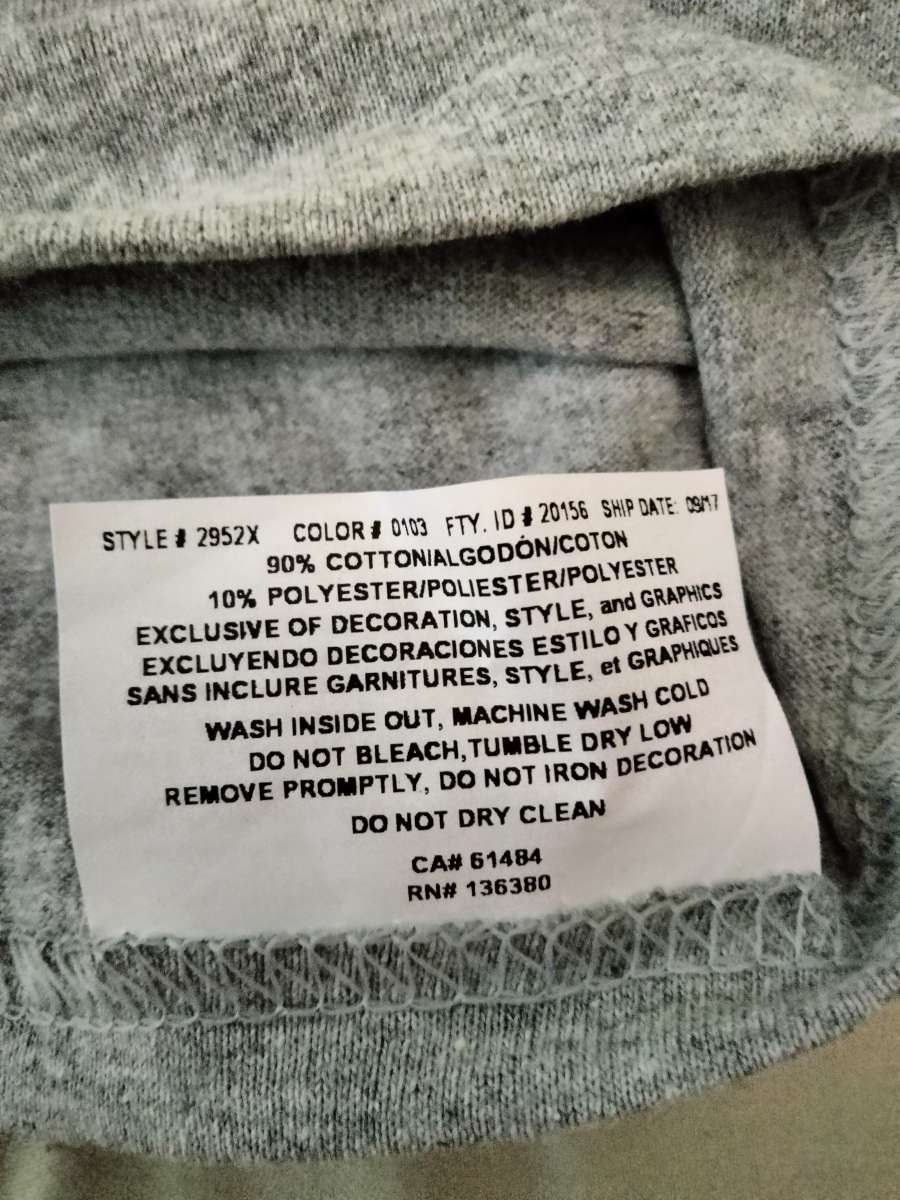 STYLE # 2952X COLOR # 0103 FTY. ID # 20156 SHIP DATE: 09/17
90% COTTON/ALGODÓN/COTON
10% POLYESTER/POLIESTER/POLYESTER
EXCLUSIVE OF DECORATION, STYLE, and GRAPHICS
EXCLUYENDO DECORACIONES ESTILO Y GRAFICOS
SANS INCLURE GARNITURES, STYLE, et GRAPHIQUES
WASH INSIDE OUT, MACHINE WASH COLD
DO NOT BLEACH,TUMBLE DRY LOW
REMOVE PROMPTLY, DO NOT IRON DECORATION
DO NOT DRY CLEAN
CA# 61484
RN# 136380